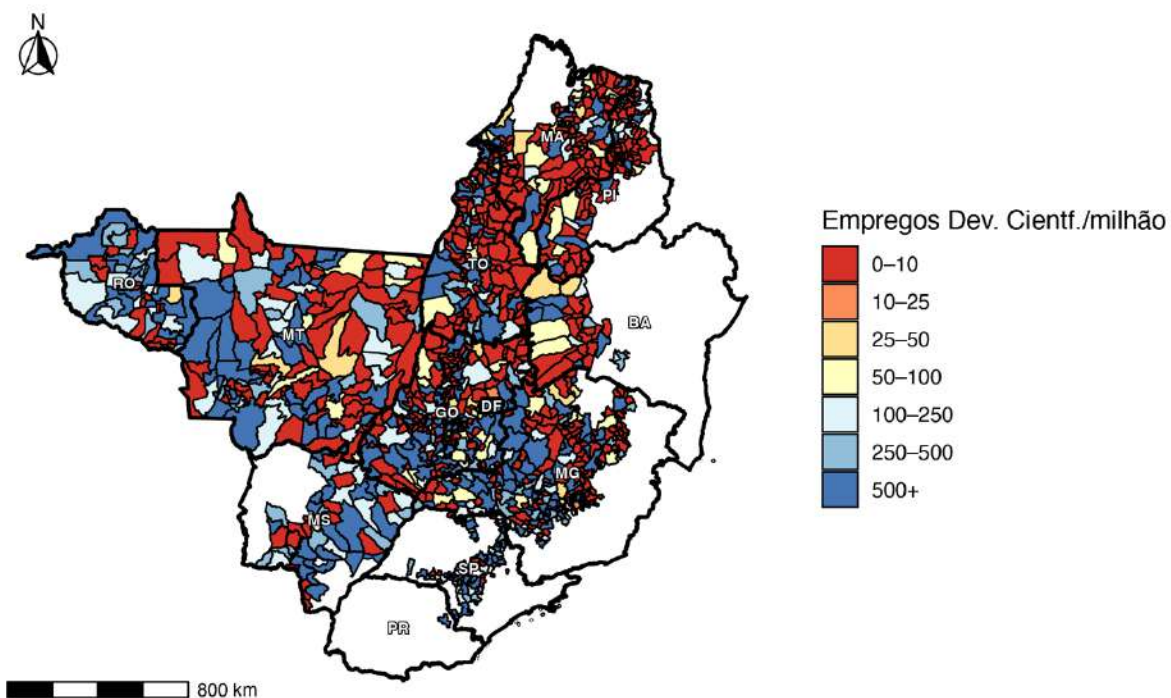 N
MA
PI
TO
RO
BA
MT
GO
DF
MG
MS
SP
PR
800 km
Empregos Dev. Cientf./milhão
0–10
10–25
25–50
50–100
100–250
250–500
500+